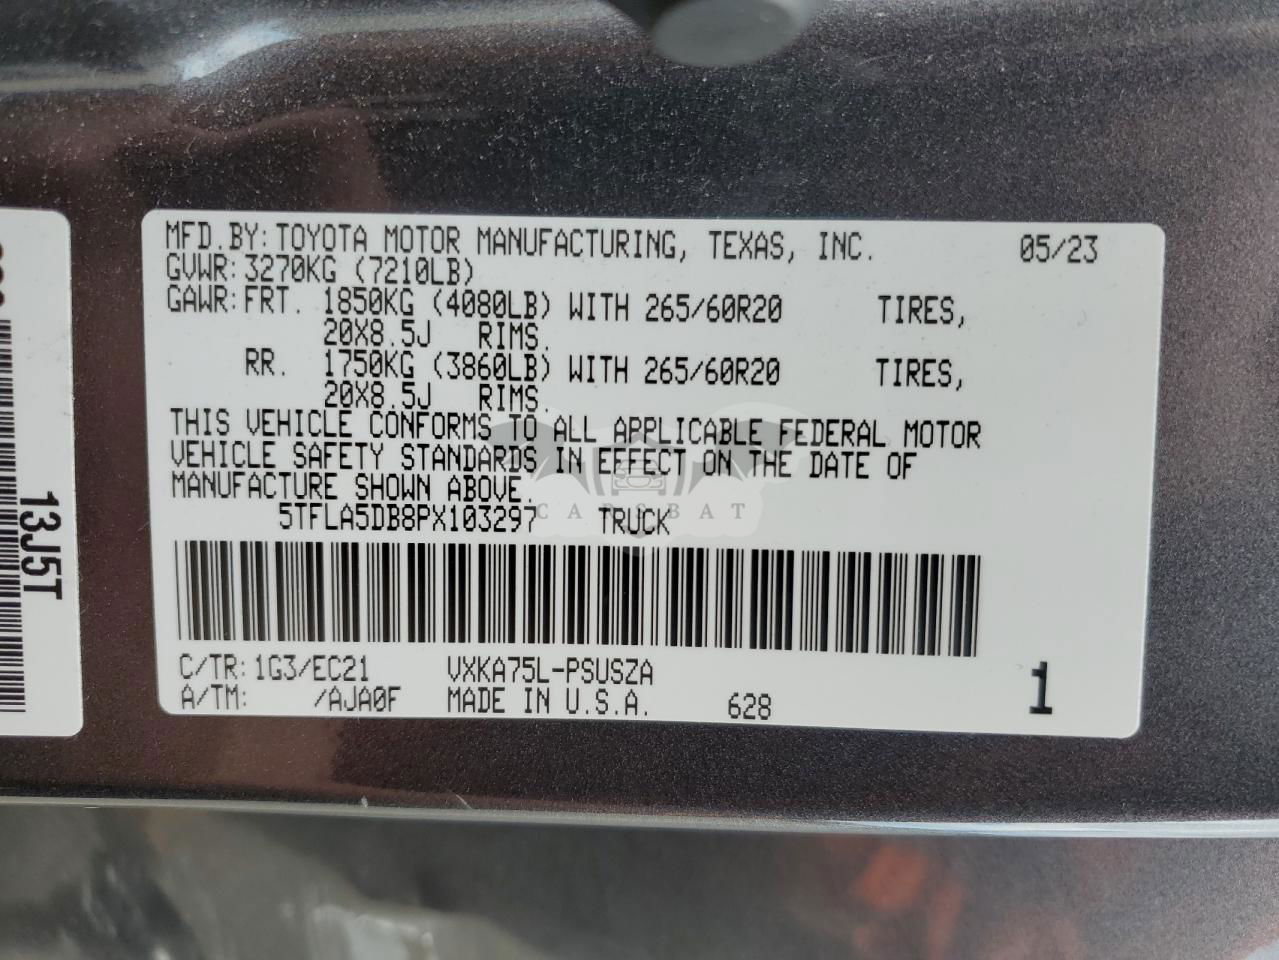 MFD.BY: TOYOTA MOTOR MANUFACTURING, TEXAS, INC. 05/23
GVWR: 3270KG (7210LB)
GAWR: FRT. 1850KG (4080LB) WITH 265/60R20 TIRES,
20X8.5J RIMS.
RR. 1750KG (3860LB) WITH 265/60R20 TIRES,
20X8.5J RIMS.
THIS VEHICLE CONFORMS TO ALL APPLICABLE FEDERAL MOTOR
VEHICLE SAFETY STANDARDS IN EFFECT ON THE DATE OF
MANUFACTURE SHOWN ABOVE.
5TFLA5DB8PX103297 TRUCK
C/TR: 1G3/EC21 VXKA75L-PSUSZA
A/TM: /AJA0F MADE IN U.S.A. 628 1
13J5T
CARSBAT